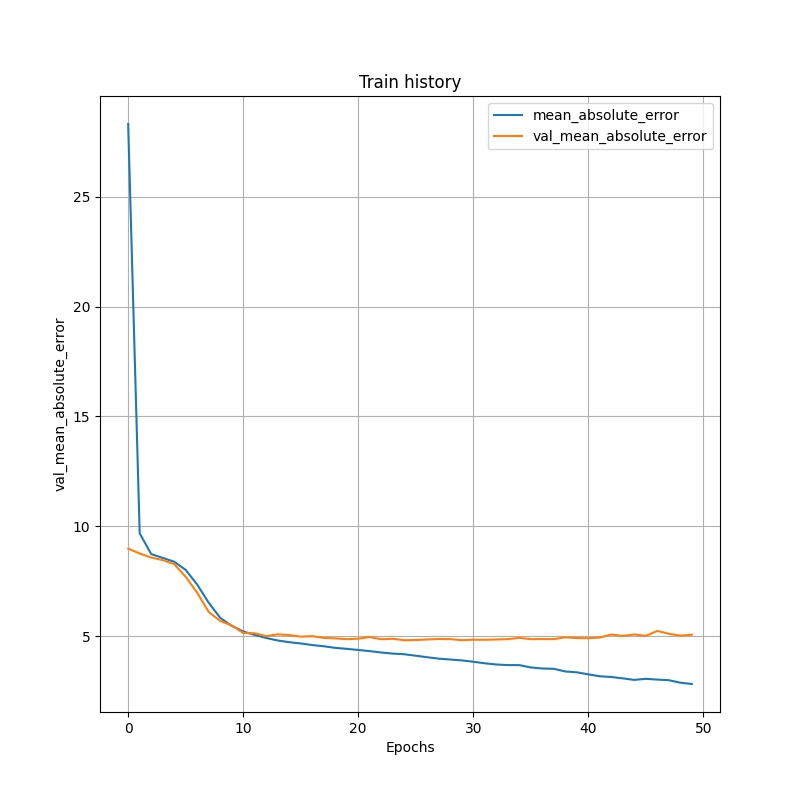 Train history
mean_absolute_error
val_mean_absolute_error
val_mean_absolute_error
25
20
15
10
5
0 10 20 30 40 50
Epochs